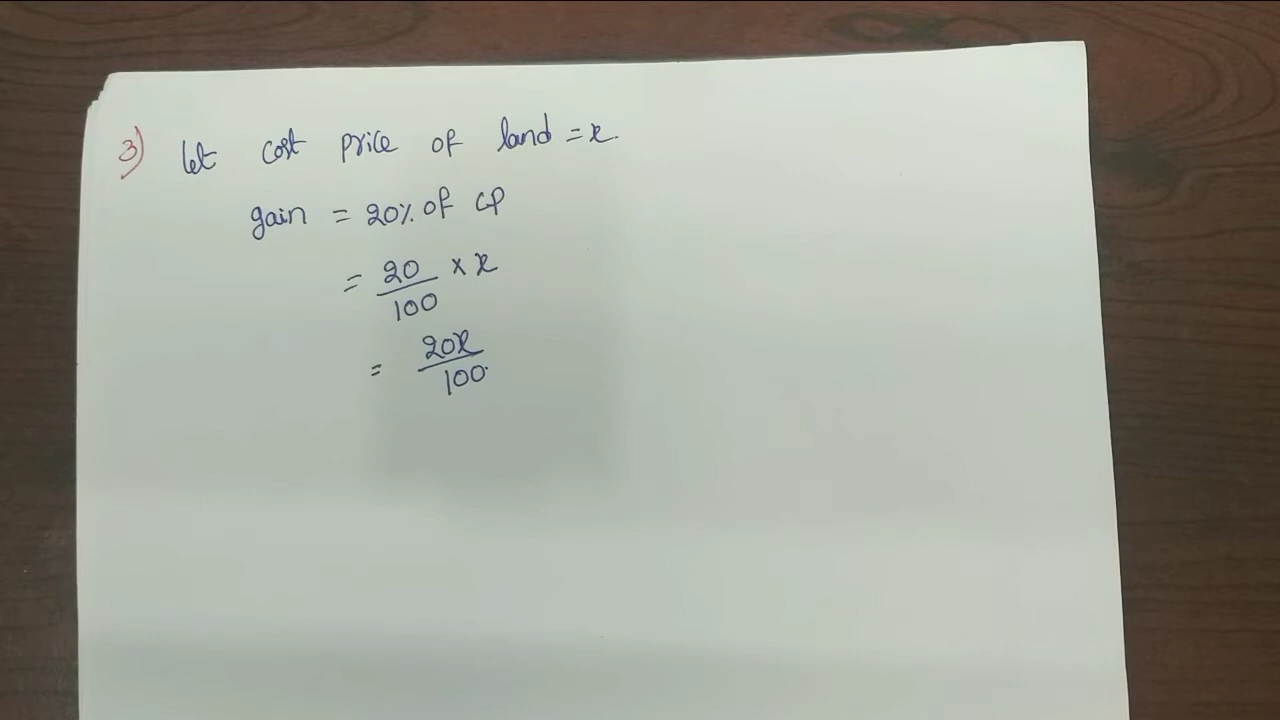 3) let cost price of land = x.
gain = 20% of CP
= 20/100 × x
= 20x/100.